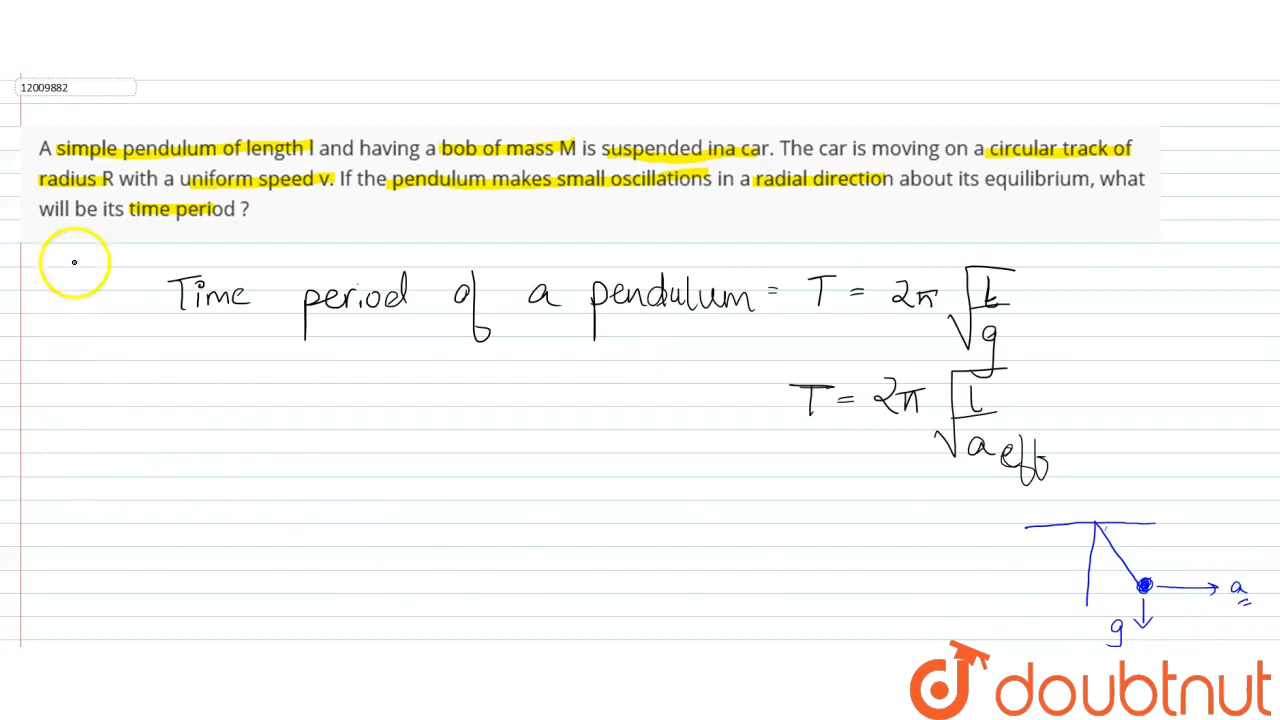 12009882
A simple pendulum of length l and having a bob of mass M is suspended ina car. The car is moving on a circular track of
radius R with a uniform speed v. If the pendulum makes small oscillations in a radial direction about its equilibrium, what
will be its time period ?
Time period of a pendulum = T = 2π √(l/g)
T = 2π √(l/a eff)
a
g
doubtnut